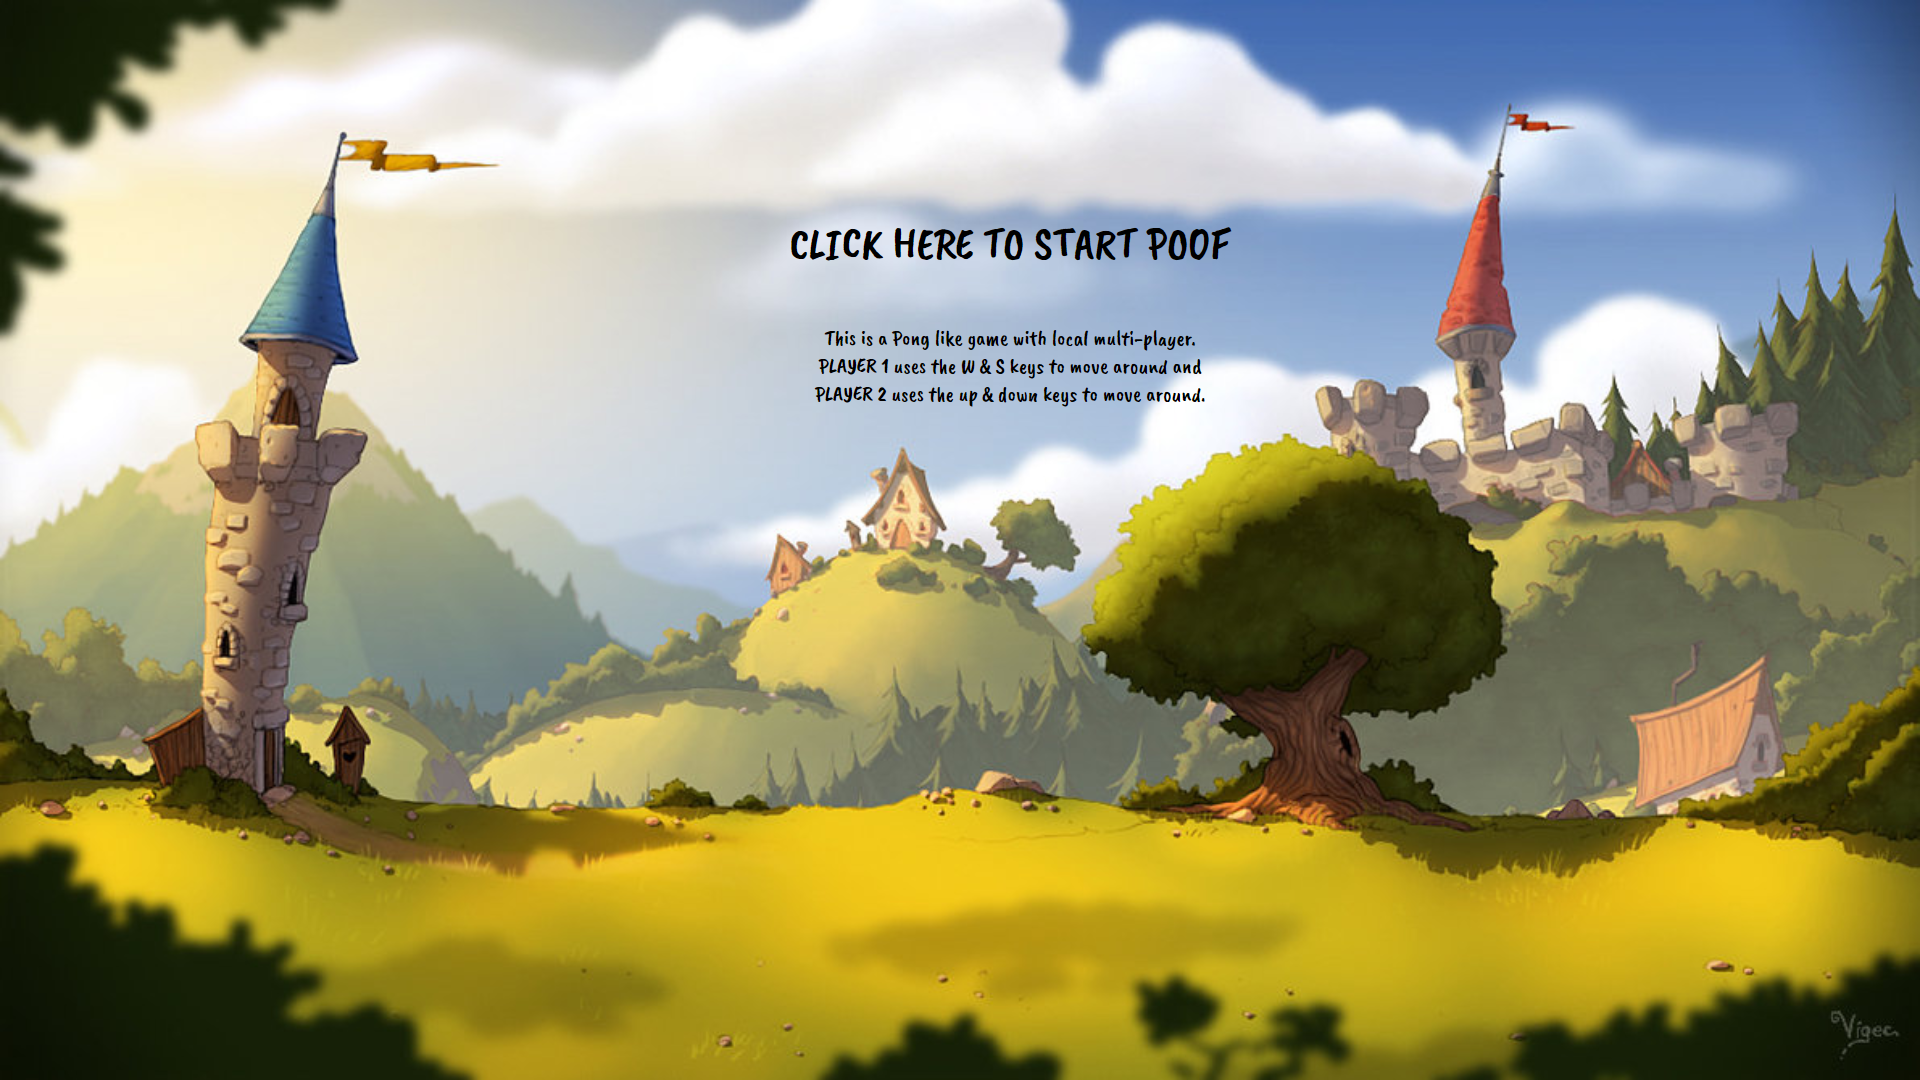 CLICK HERE TO START POOF
This is a Pong like game with local multi-player.
PLAYER 1 uses the W & S keys to move around and
PLAYER 2 uses the up & down keys to move around.